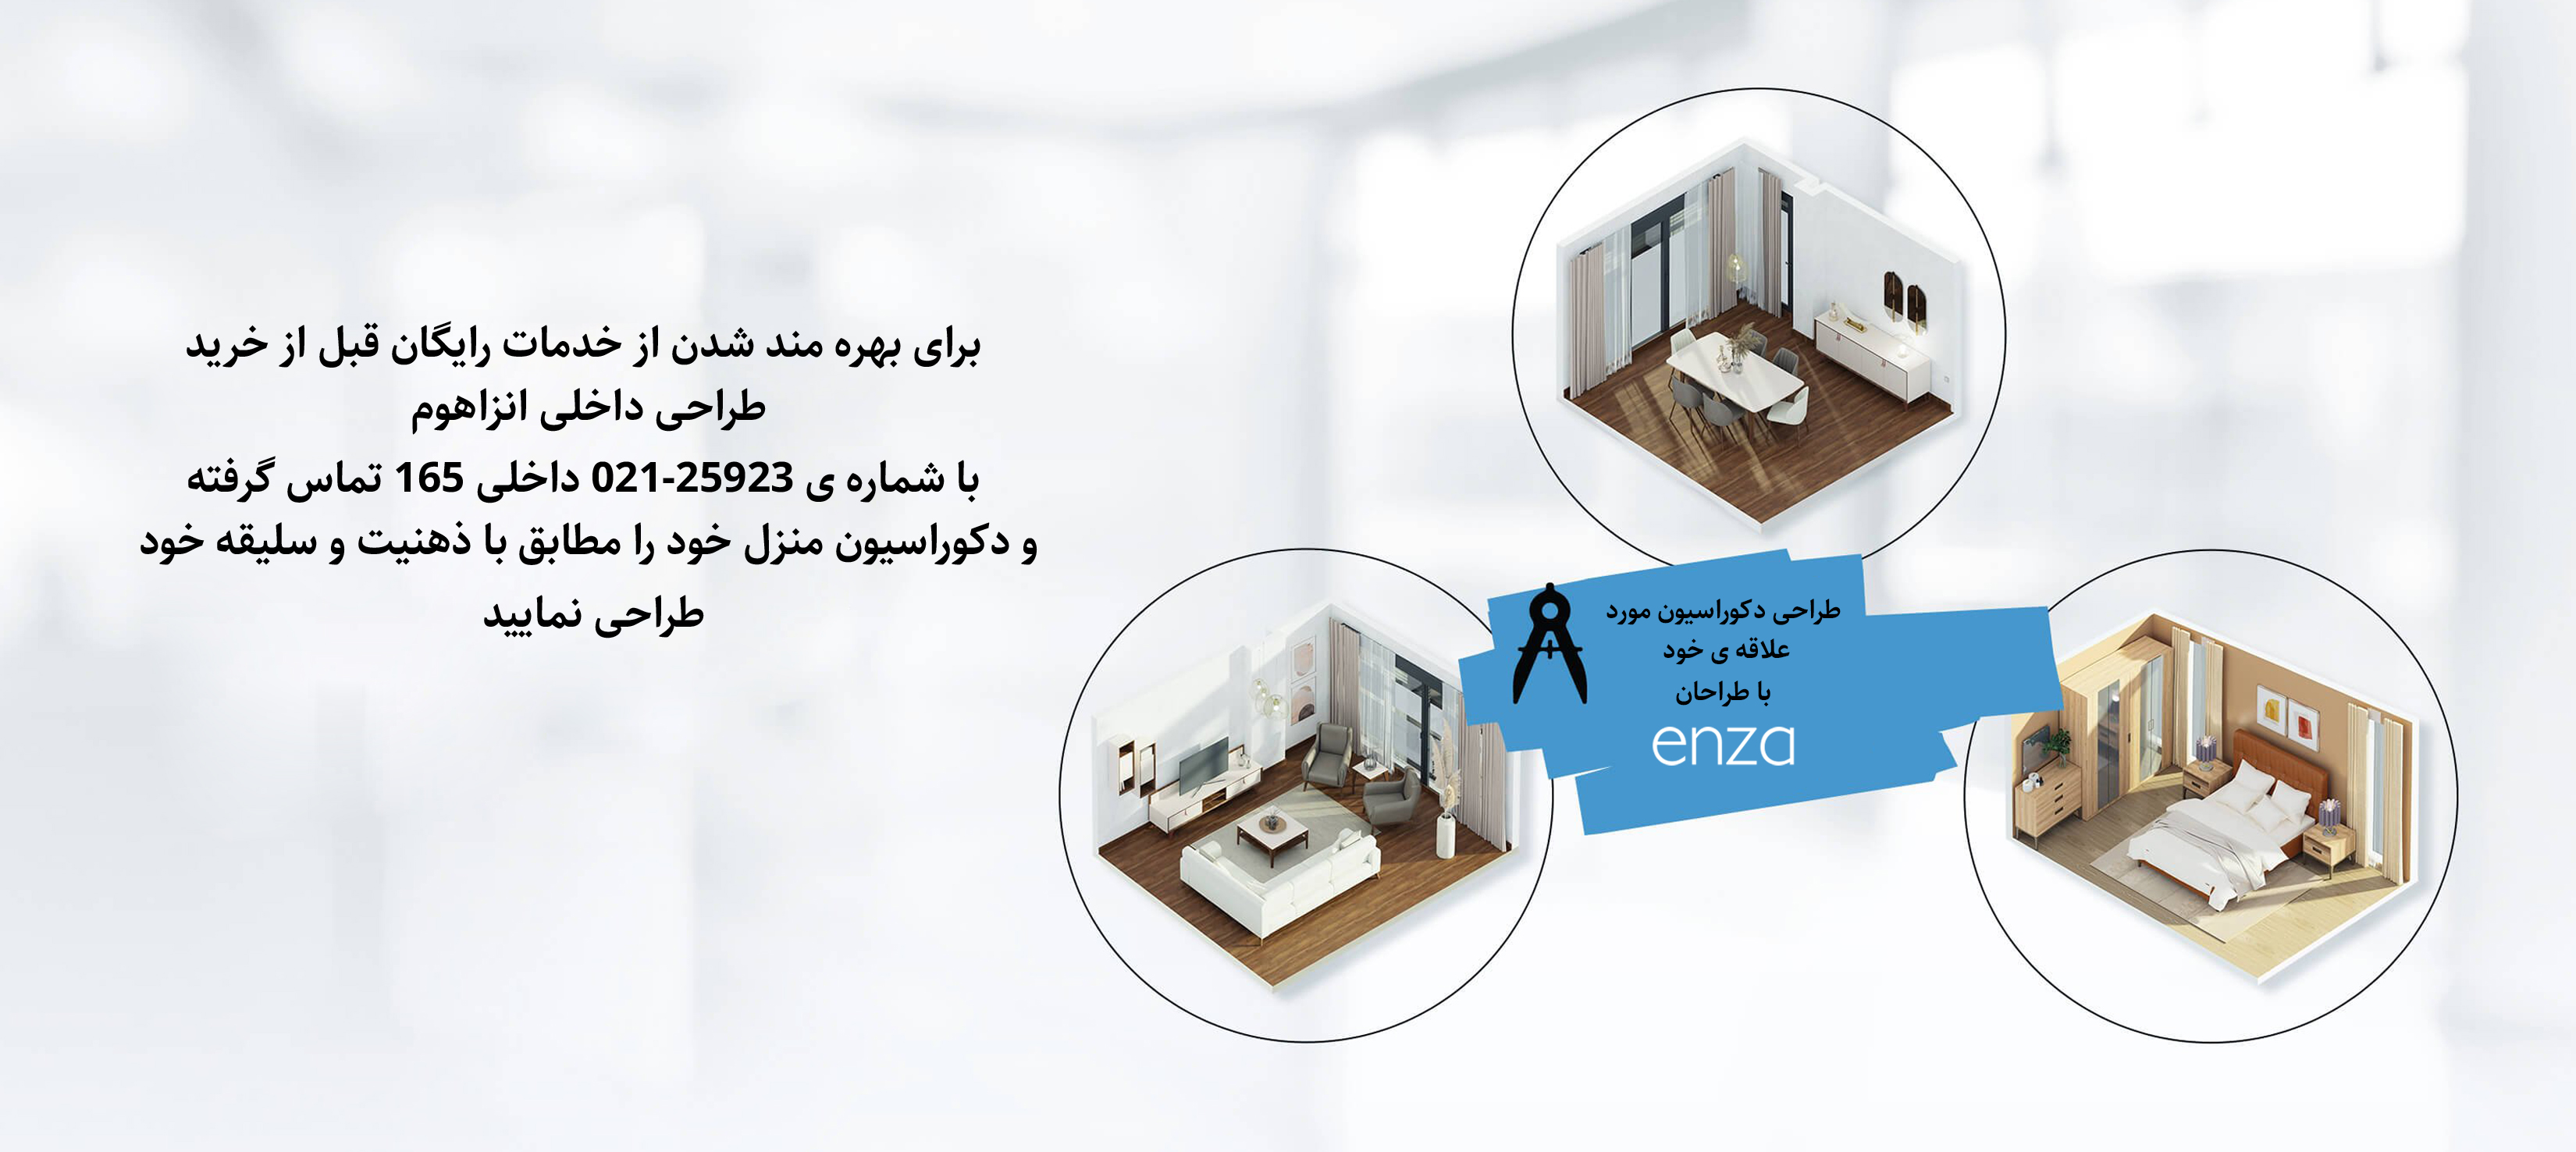 برای بهره مند شدن از خدمات رایگان قبل از خرید
طراحی داخلی انزاهوم
با شماره ی 25923-021 داخلی 165 تماس گرفته
و دکوراسیون منزل خود را مطابق با ذهنیت و سلیقه خود
طراحی نمایید
طراحی دکوراسیون مورد
علاقه ی خود
با طراحان
enza